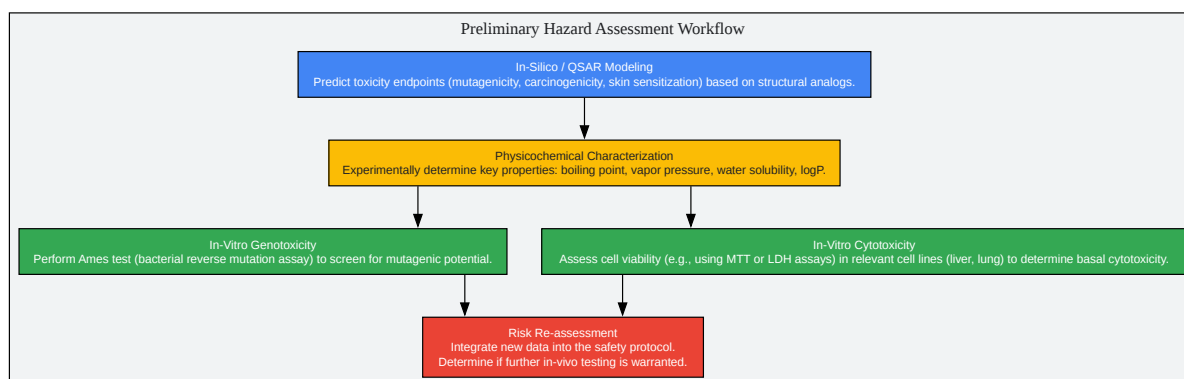 Preliminary Hazard Assessment Workflow
In-Silico / QSAR Modeling
Predict toxicity endpoints (mutagenicity, carcinogenicity, skin sensitization) based on structural analogs.
Physicochemical Characterization
Experimentally determine key properties: boiling point, vapor pressure, water solubility, logP.
In-Vitro Genotoxicity
Perform Ames test (bacterial reverse mutation assay) to screen for mutagenic potential.
In-Vitro Cytotoxicity
Assess cell viability (e.g., using MTT or LDH assays) in relevant cell lines (liver, lung) to determine basal cytotoxicity.
Risk Re-assessment
Integrate new data into the safety protocol.
Determine if further in-vivo testing is warranted.